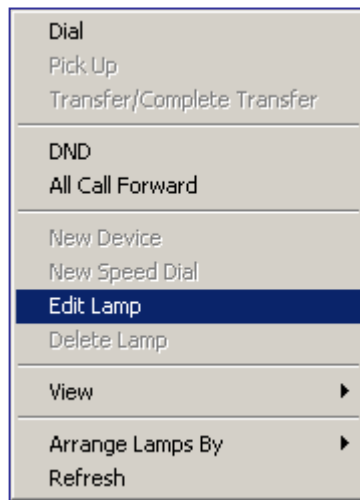 Dial
Pick Up
Transfer/Complete Transfer
DND
All Call Forward
New Device
New Speed Dial
Edit Lamp
Delete Lamp
View
Arrange Lamps By
Refresh